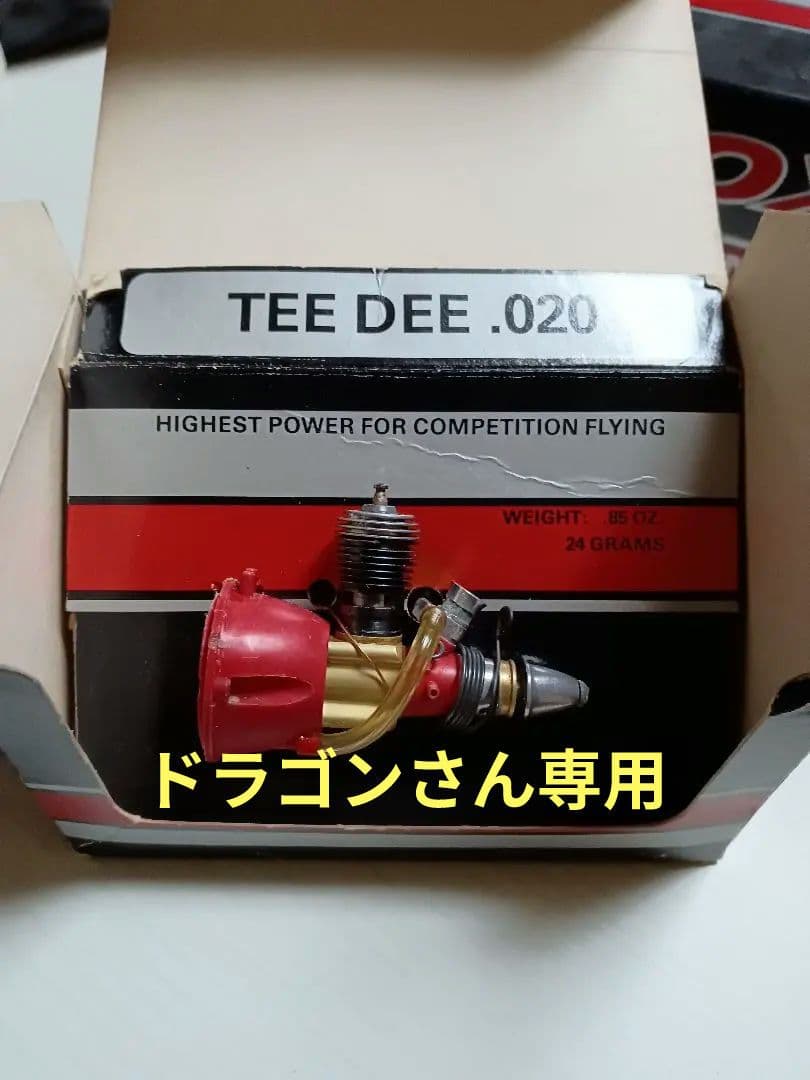 TEE DEE .020
HIGHEST POWER FOR COMPETITION FLYING
WEIGHT: .85 OZ.
24 GRAMS
ドラゴンさん専用